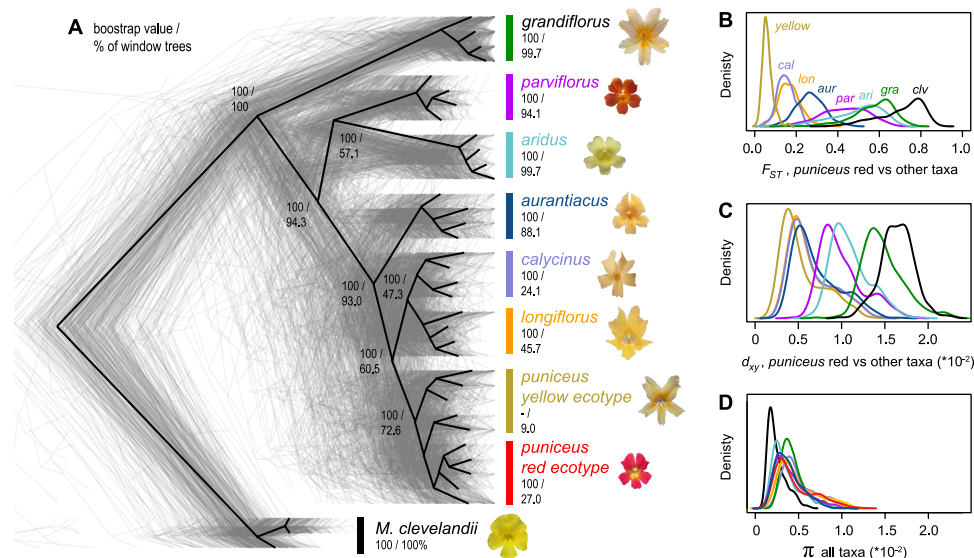 A
boostrap value /
% of window trees
100 /
100
100 /
57.1
100 /
94.3
100 /
93.0
100 /
47.3
100 /
60.5
100 /
72.6
grandiflorus
100 /
99.7
parviflorus
100 /
94.1
aridus
100 /
99.7
aurantiacus
100 /
88.1
calycinus
100 /
24.1
longiflorus
100 /
45.7
puniceus
yellow ecotype
- /
9.0
puniceus
red ecotype
100 /
27.0
M. clevelandii
100 / 100%
B
Denisty
yellow
cal
lon
aur
par
ari
gra
clv
0.0 0.2 0.4 0.6 0.8 1.0
FST , puniceus red vs other taxa
C
Denisty
0.0 0.5 1.0 1.5 2.0
dxy, puniceus red vs other taxa (*10-2)
D
Denisty
0.0 0.5 1.0 1.5 2.0
π all taxa (*10-2)